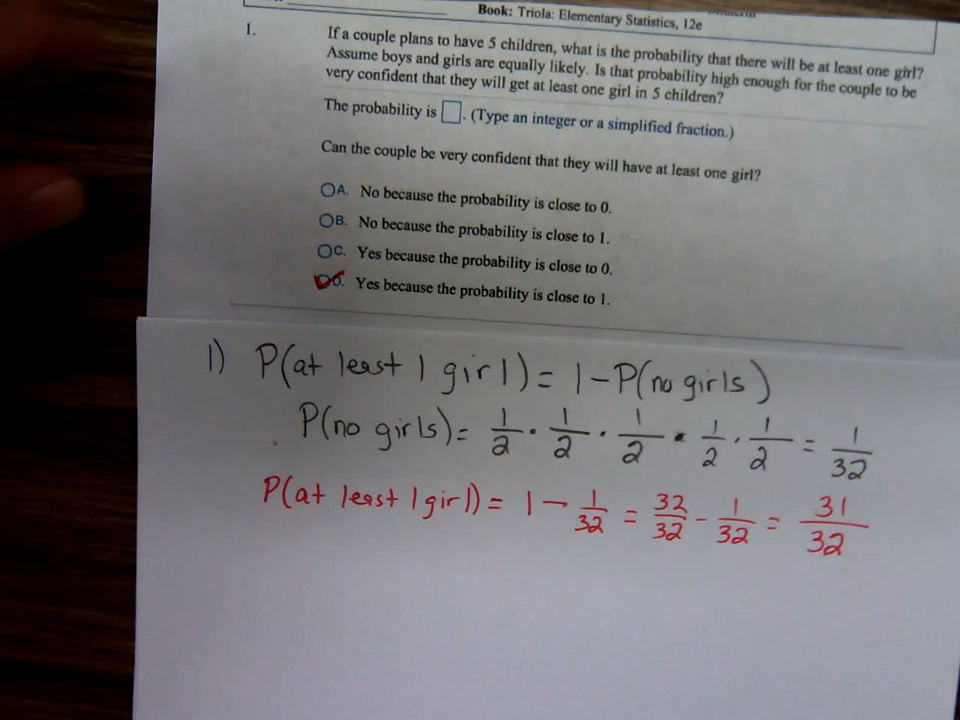 Book: Triola: Elementary Statistics, 12e
1. If a couple plans to have 5 children, what is the probability that there will be at least one girl?
Assume boys and girls are equally likely. Is that probability high enough for the couple to be
very confident that they will get at least one girl in 5 children?
The probability is □. (Type an integer or a simplified fraction.)
Can the couple be very confident that they will have at least one girl?
A. No because the probability is close to 0.
B. No because the probability is close to 1.
C. Yes because the probability is close to 0.
D. Yes because the probability is close to 1.
1) P(at least 1 girl) = 1 - P(no girls)
P(no girls) = 1/2 · 1/2 · 1/2 · 1/2 · 1/2 = 1/32
P(at least 1 girl) = 1 - 1/32 = 32/32 - 1/32 = 31/32